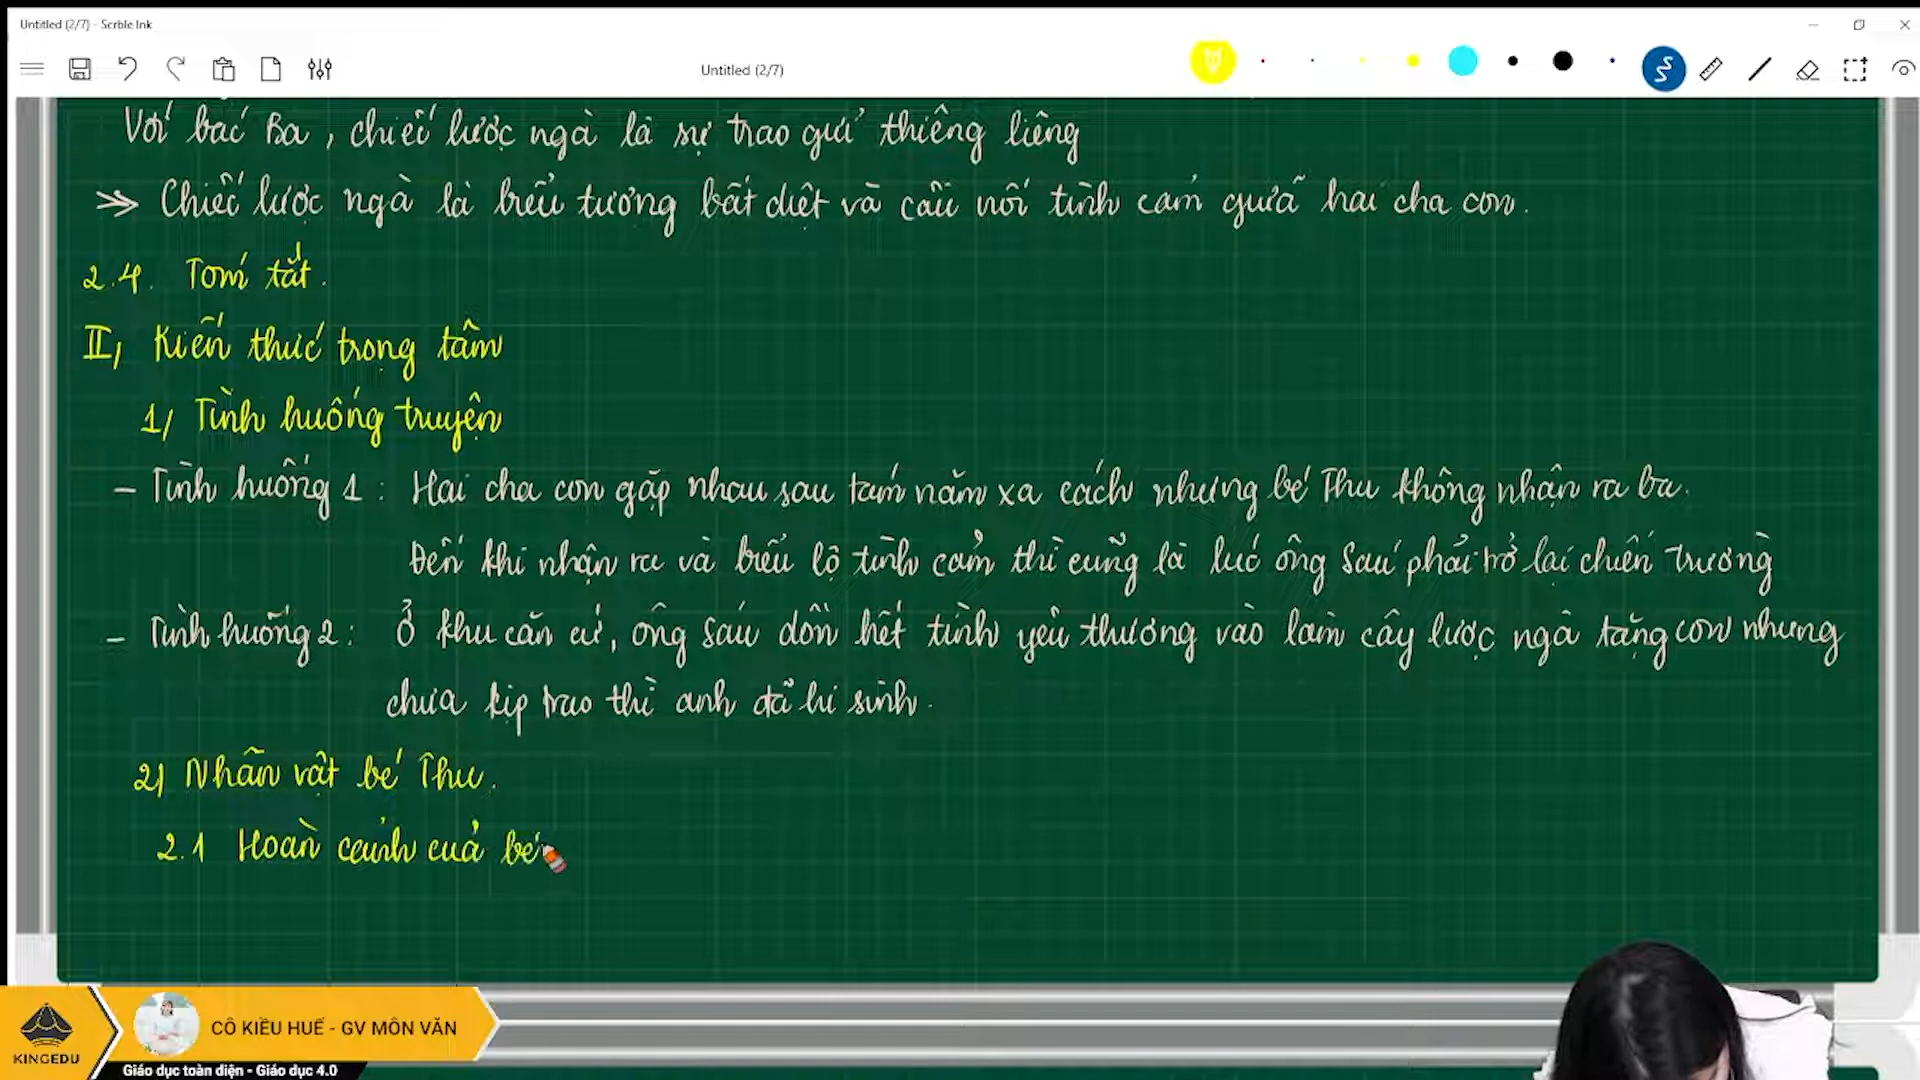 Untitled (2/7) - Scrble Ink
Untitled (2/7)
Với bác Ba, chiếc lược ngà là sự trao gửi thiêng liêng
>> Chiếc lược ngà là biểu tượng bất diệt và cầu nối tình cảm giữa hai cha con.
2.4. Tóm tắt.
II, Kiến thức trọng tâm
1/ Tình huống truyện
- Tình huống 1: Hai cha con gặp nhau sau tám năm xa cách nhưng bé Thu không nhận ra ba.
Đến khi nhận ra và biểu lộ tình cảm thì cũng là lúc ông Sáu phải trở lại chiến trường
- Tình huống 2: Ở khu căn cứ, ông Sáu dồn hết tình yêu thương vào làm cây lược ngà tặng con nhưng
chưa kịp trao thì anh đã hi sinh.
2/ Nhân vật bé Thu.
2.1 Hoàn cảnh của bé
CÔ KIỀU HUẾ - GV MÔN VĂN
KINGEDU
Giáo dục toàn diện - Giáo dục 4.0